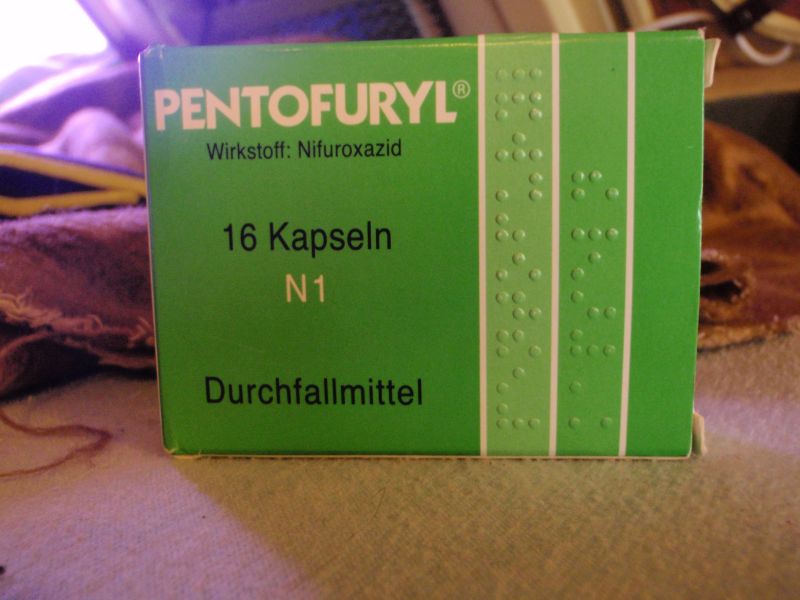 PENTOFURYL®
Wirkstoff: Nifuroxazid
16 Kapseln
N1
Durchfallmittel